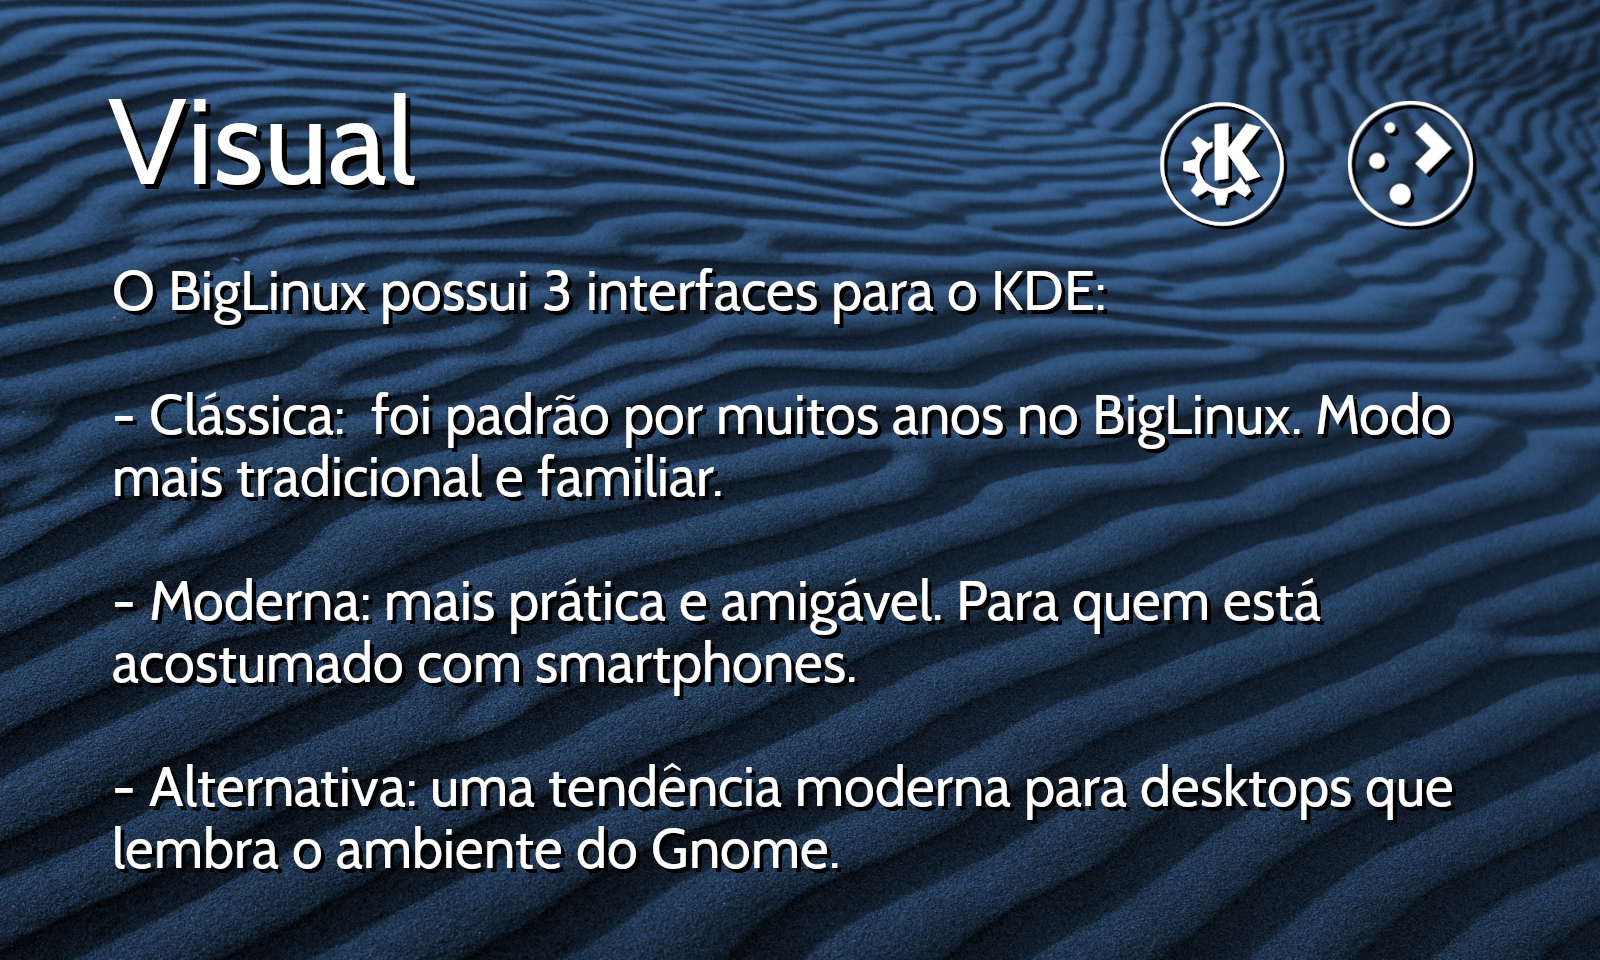 Visual
O BigLinux possui 3 interfaces para o KDE:
- Clássica:  foi padrão por muitos anos no BigLinux. Modo
mais tradicional e familiar.
- Moderna: mais prática e amigável. Para quem está
acostumado com smartphones.
- Alternativa: uma tendência moderna para desktops que
lembra o ambiente do Gnome.